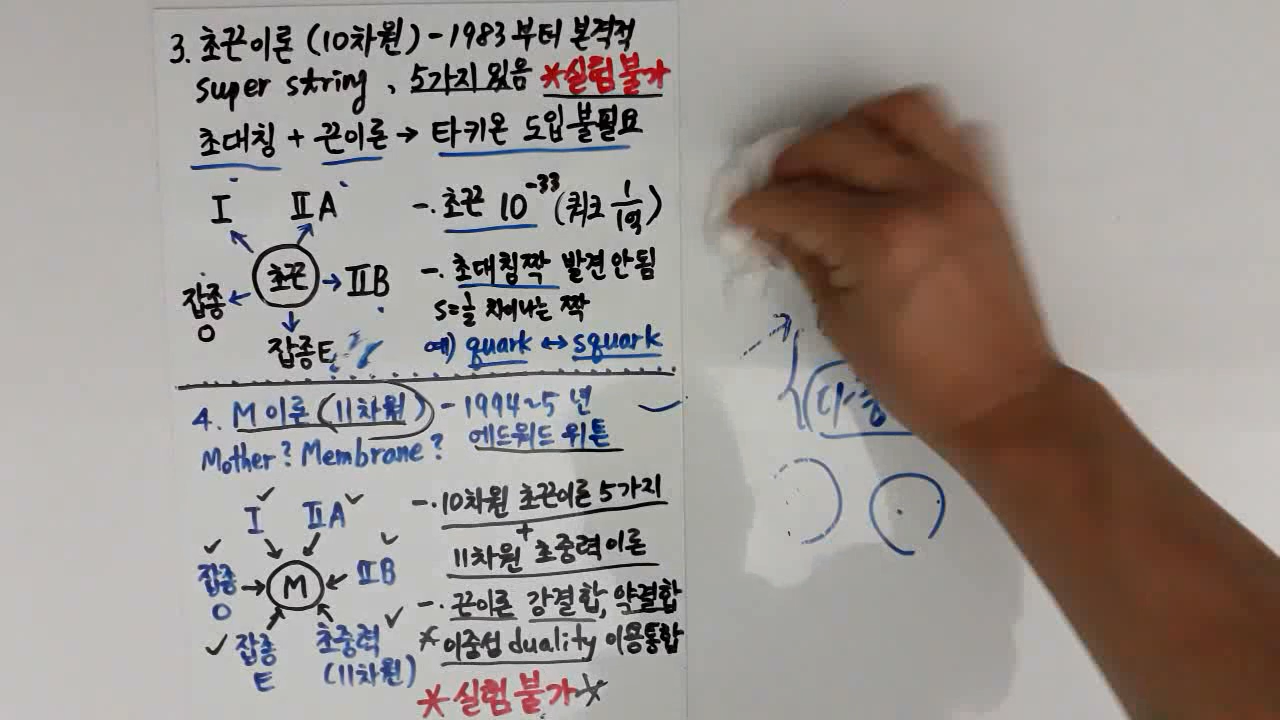 3. 초끈이론 (10차원) - 1983부터 본격적
super string, 5가지 있음 *실험불가
초대칭 + 끈이론 → 타키온 도입 불필요
I ⅡA
초끈
ⅡB
잡종 O
잡종E
-. 초끈 10⁻³³ (쿼크 1/1억)
-. 초대칭짝 발견 안됨
S=½ 차이나는 짝
예) quark ↔ squark
4. M이론 (11차원) - 1994~5년
Mother? Membrane? 에드워드 위튼
I ⅡA
잡종 O
M
ⅡB
잡종 E
초중력 (11차원)
-. 10차원 초끈이론 5가지
+
11차원 초중력이론
-. 끈이론 강결합, 약결합
*이중성 duality 이용통합
*실험불가*